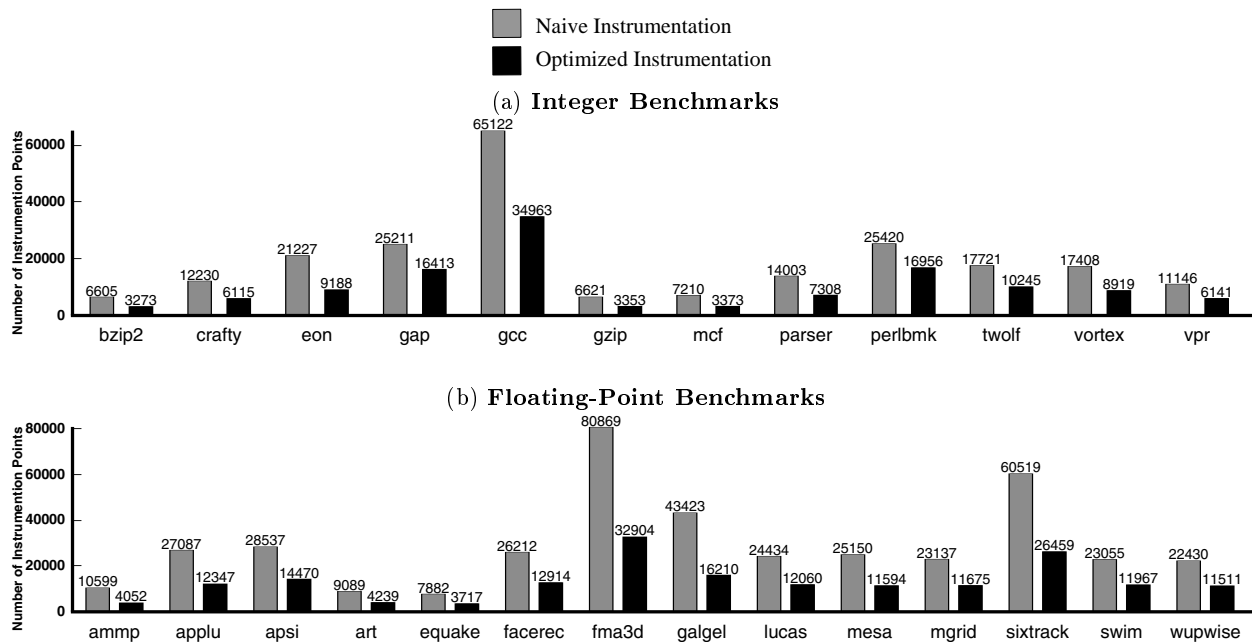 Naive Instrumentation
Optimized Instrumentation
(a) Integer Benchmarks
Number of Instrumention Points
60000
40000
20000
0
6605 3273 12230 6115 21227 9188 25211 16413 65122 34963 6621 3353 7210 3373 14003 7308 25420 16956 17721 10245 17408 8919 11146 6141
bzip2 crafty eon gap gcc gzip mcf parser perlbmk twolf vortex vpr
(b) Floating-Point Benchmarks
Number of Instrumention Points
80000
60000
40000
20000
0
10599 4052 27087 12347 28537 14470 9089 4239 7882 3717 26212 12914 80869 32904 43423 16210 24434 12060 25150 11594 23137 11675 60519 26459 23055 11967 22430 11511
ammp applu apsi art equake facerec fma3d galgel lucas mesa mgrid sixtrack swim wupwise